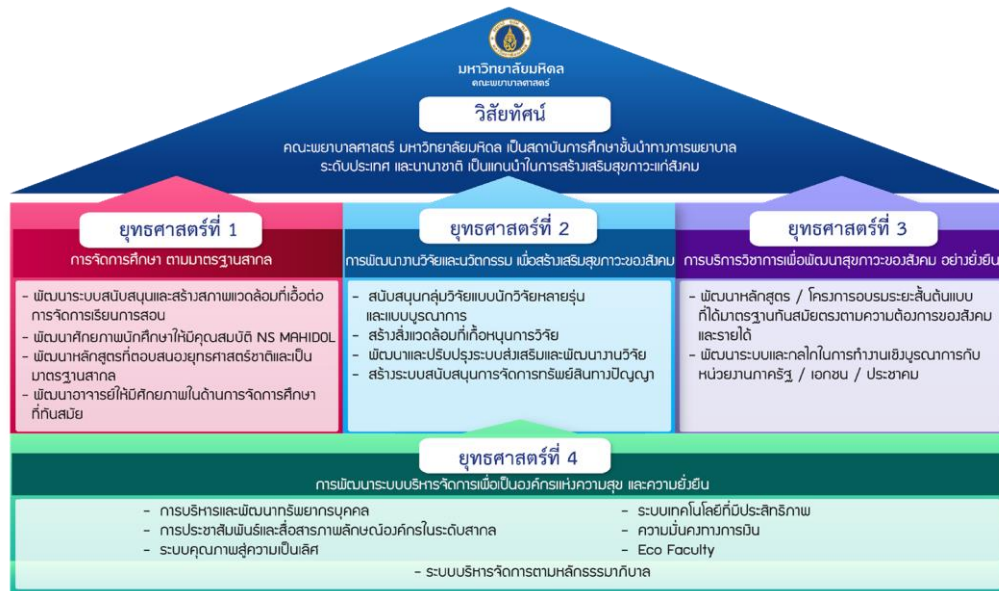 มหาวิทยาลัยมหิดล
คณะพยาบาลศาสตร์
วิสัยทัศน์
คณะพยาบาลศาสตร์ มหาวิทยาลัยมหิดล เป็นสถาบันการศึกษาชั้นนำทางการพยาบาล
ระดับประเทศ และนานาชาติ เป็นแกนนำในการสร้างเสริมสุขภาวะแก่สังคม
ยุทธศาสตร์ที่ 1
การจัดการศึกษา ตามมาตรฐานสากล
- พัฒนาระบบสนับสนุนและสร้างสภาพแวดล้อมที่เอื้อต่อ
การจัดการเรียนการสอน
- พัฒนาศักยภาพนักศึกษาให้มีคุณสมบัติ NS MAHIDOL
- พัฒนาหลักสูตรที่ตอบสนองยุทธศาสตร์ชาติและเป็น
มาตรฐานสากล
- พัฒนาอาจารย์ให้มีศักยภาพในด้านการจัดการศึกษา
ที่ทันสมัย
ยุทธศาสตร์ที่ 2
การพัฒนางานวิจัยและนวัตกรรม เพื่อสร้างเสริมสุขภาวะของสังคม
- สนับสนุนกลุ่มวิจัยแบบนักวิจัยหลายรุ่น
และแบบบูรณาการ
- สร้างสิ่งแวดล้อมที่เกื้อหนุนการวิจัย
- พัฒนาและปรับปรุงระบบส่งเสริมและพัฒนางานวิจัย
- สร้างระบบสนับสนุนการจัดการทรัพย์สินทางปัญญา
ยุทธศาสตร์ที่ 3
การบริการวิชาการเพื่อพัฒนาสุขภาวะของสังคม อย่างยั่งยืน
- พัฒนาหลักสูตร / โครงการอบรมระยะสั้นต้นแบบ
ที่ได้มาตรฐานทันสมัยตรงตามความต้องการของสังคม
และรายได้
- พัฒนาระบบและกลไกในการทำงานเชิงบูรณาการกับ
หน่วยงานภาครัฐ / เอกชน / ประชาคม
ยุทธศาสตร์ที่ 4
การพัฒนาระบบบริหารจัดการเพื่อเป็นองค์กรแห่งความสุข และความยั่งยืน
- การบริหารและพัฒนาทรัพยากรบุคคล
- การประชาสัมพันธ์และสื่อสารภาพลักษณ์องค์กรในระดับสากล
- ระบบคุณภาพสู่ความเป็นเลิศ
- ระบบเทคโนโลยีที่มีประสิทธิภาพ
- ความมั่นคงทางการเงิน
- Eco Faculty
- ระบบบริหารจัดการตามหลักธรรมาภิบาล